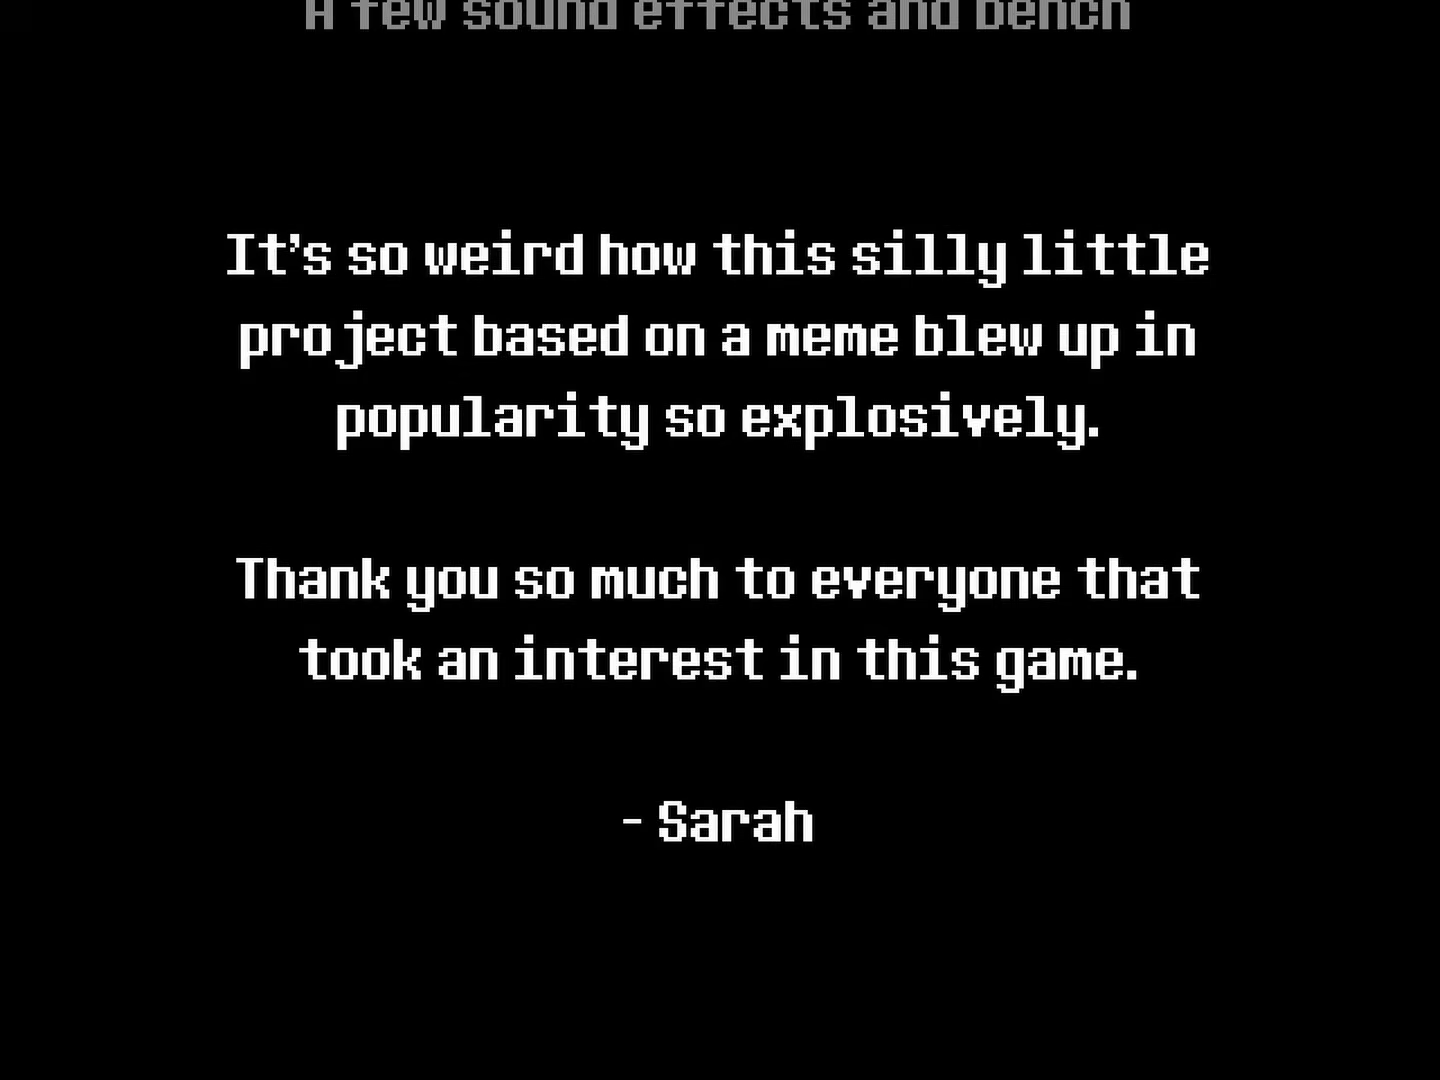 A few sound effects and bench
It's so weird how this silly little
project based on a meme blew up in
popularity so explosively.
Thank you so much to everyone that
took an interest in this game.
- Sarah